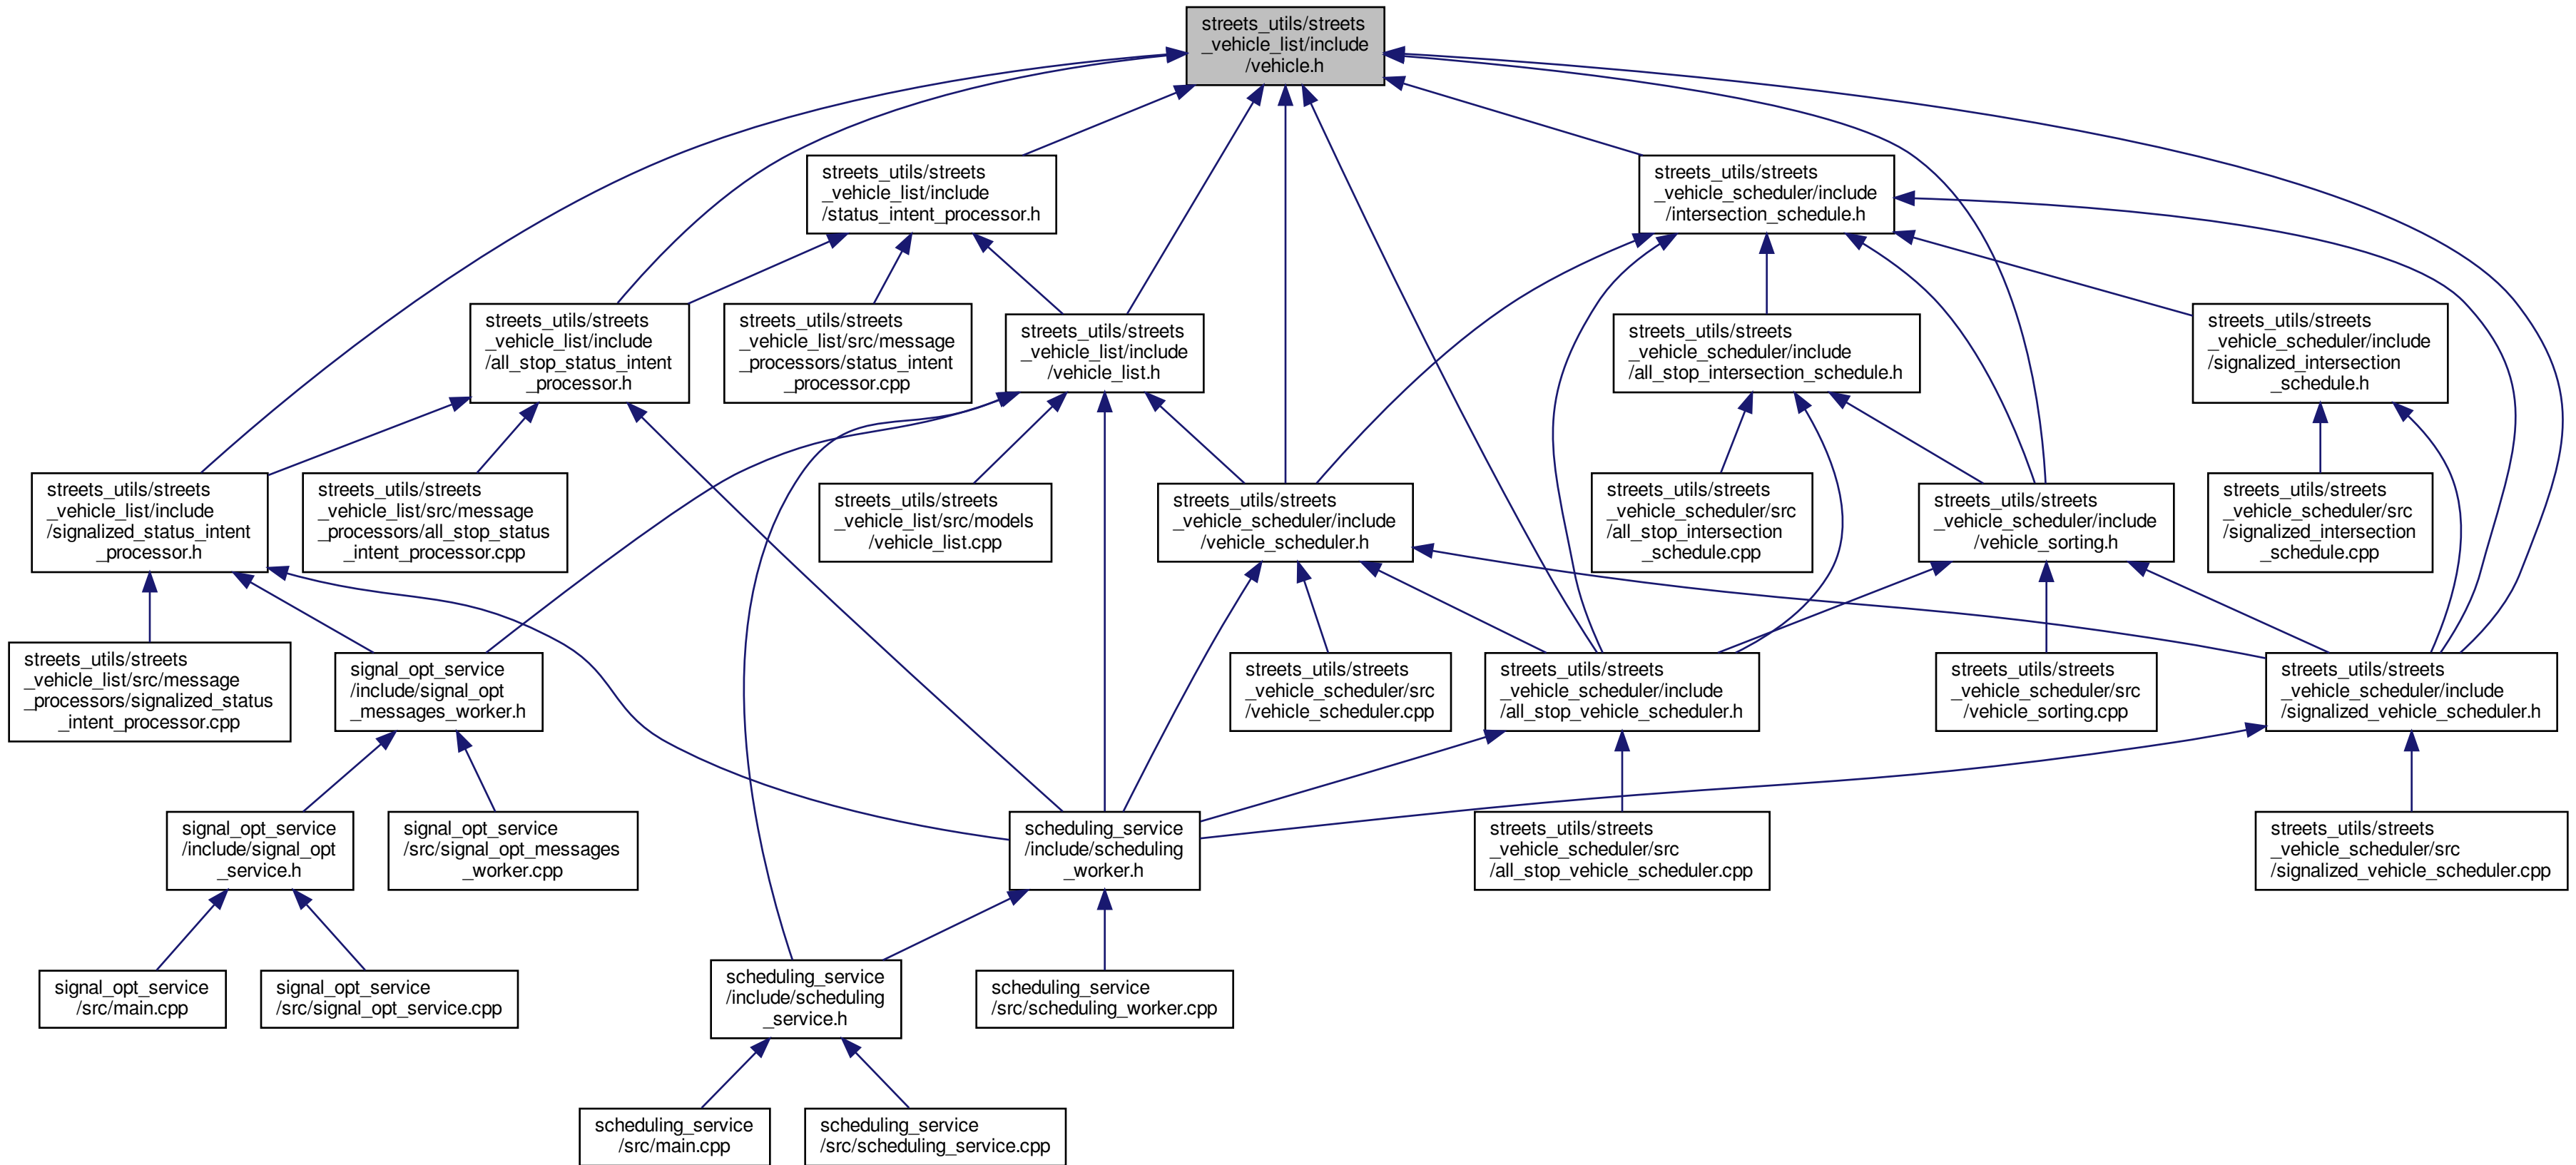 streets_utils/streets
_vehicle_list/include
/vehicle.h
streets_utils/streets
_vehicle_list/include
/status_intent_processor.h
streets_utils/streets
_vehicle_scheduler/include
/intersection_schedule.h
streets_utils/streets
_vehicle_list/include
/all_stop_status_intent
_processor.h
streets_utils/streets
_vehicle_list/src/message
_processors/status_intent
_processor.cpp
streets_utils/streets
_vehicle_list/include
/vehicle_list.h
streets_utils/streets
_vehicle_scheduler/include
/all_stop_intersection_schedule.h
streets_utils/streets
_vehicle_scheduler/include
/signalized_intersection
_schedule.h
streets_utils/streets
_vehicle_list/include
/signalized_status_intent
_processor.h
streets_utils/streets
_vehicle_list/src/message
_processors/all_stop_status
_intent_processor.cpp
streets_utils/streets
_vehicle_list/src/models
/vehicle_list.cpp
streets_utils/streets
_vehicle_scheduler/include
/vehicle_scheduler.h
streets_utils/streets
_vehicle_scheduler/src
/all_stop_intersection
_schedule.cpp
streets_utils/streets
_vehicle_scheduler/include
/vehicle_sorting.h
streets_utils/streets
_vehicle_scheduler/src
/signalized_intersection
_schedule.cpp
streets_utils/streets
_vehicle_list/src/message
_processors/signalized_status
_intent_processor.cpp
signal_opt_service
/include/signal_opt
_messages_worker.h
streets_utils/streets
_vehicle_scheduler/src
/vehicle_scheduler.cpp
streets_utils/streets
_vehicle_scheduler/include
/all_stop_vehicle_scheduler.h
streets_utils/streets
_vehicle_scheduler/src
/vehicle_sorting.cpp
streets_utils/streets
_vehicle_scheduler/include
/signalized_vehicle_scheduler.h
signal_opt_service
/include/signal_opt
_service.h
signal_opt_service
/src/signal_opt_messages
_worker.cpp
scheduling_service
/include/scheduling
_worker.h
streets_utils/streets
_vehicle_scheduler/src
/all_stop_vehicle_scheduler.cpp
streets_utils/streets
_vehicle_scheduler/src
/signalized_vehicle_scheduler.cpp
signal_opt_service
/src/main.cpp
signal_opt_service
/src/signal_opt_service.cpp
scheduling_service
/include/scheduling
_service.h
scheduling_service
/src/scheduling_worker.cpp
scheduling_service
/src/main.cpp
scheduling_service
/src/scheduling_service.cpp